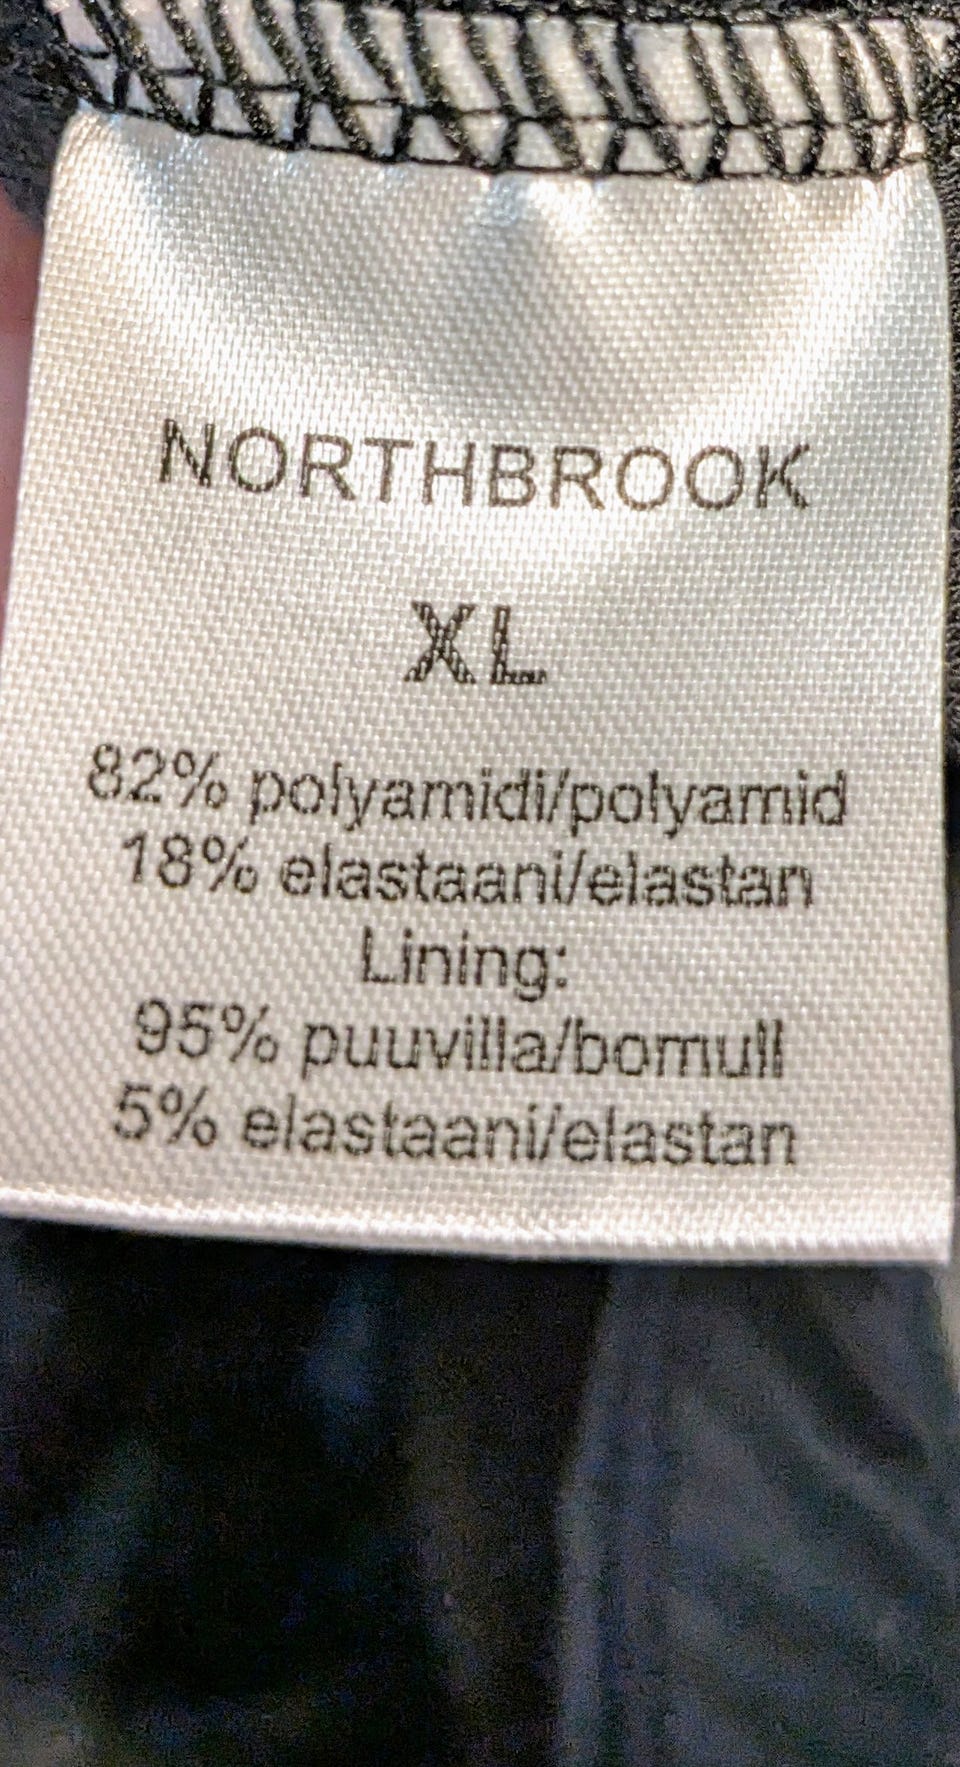 NORTHBROOK
XL
82% polyamidi/polyamid
18% elastaani/elastan
Lining:
95% puuvilla/bomull
5% elastaani/elastan